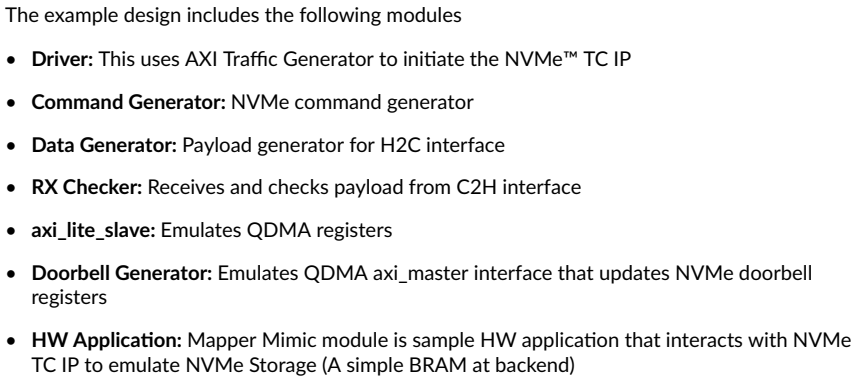 The example design includes the following modules
• Driver: This uses AXI Traffic Generator to initiate the NVMe™ TC IP
• Command Generator: NVMe command generator
• Data Generator: Payload generator for H2C interface
• RX Checker: Receives and checks payload from C2H interface
• axi_lite_slave: Emulates QDMA registers
• Doorbell Generator: Emulates QDMA axi_master interface that updates NVMe doorbell
registers
• HW Application: Mapper Mimic module is sample HW application that interacts with NVMe
TC IP to emulate NVMe Storage (A simple BRAM at backend)